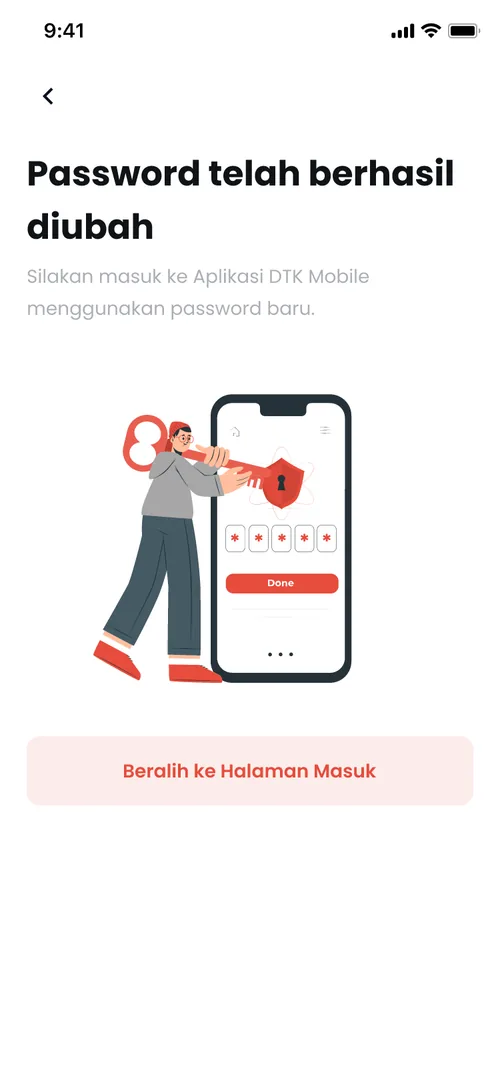 9:41
Password telah berhasil
diubah
Silakan masuk ke Aplikasi DTK Mobile
menggunakan password baru.
* * * * *
Done
Beralih ke Halaman Masuk